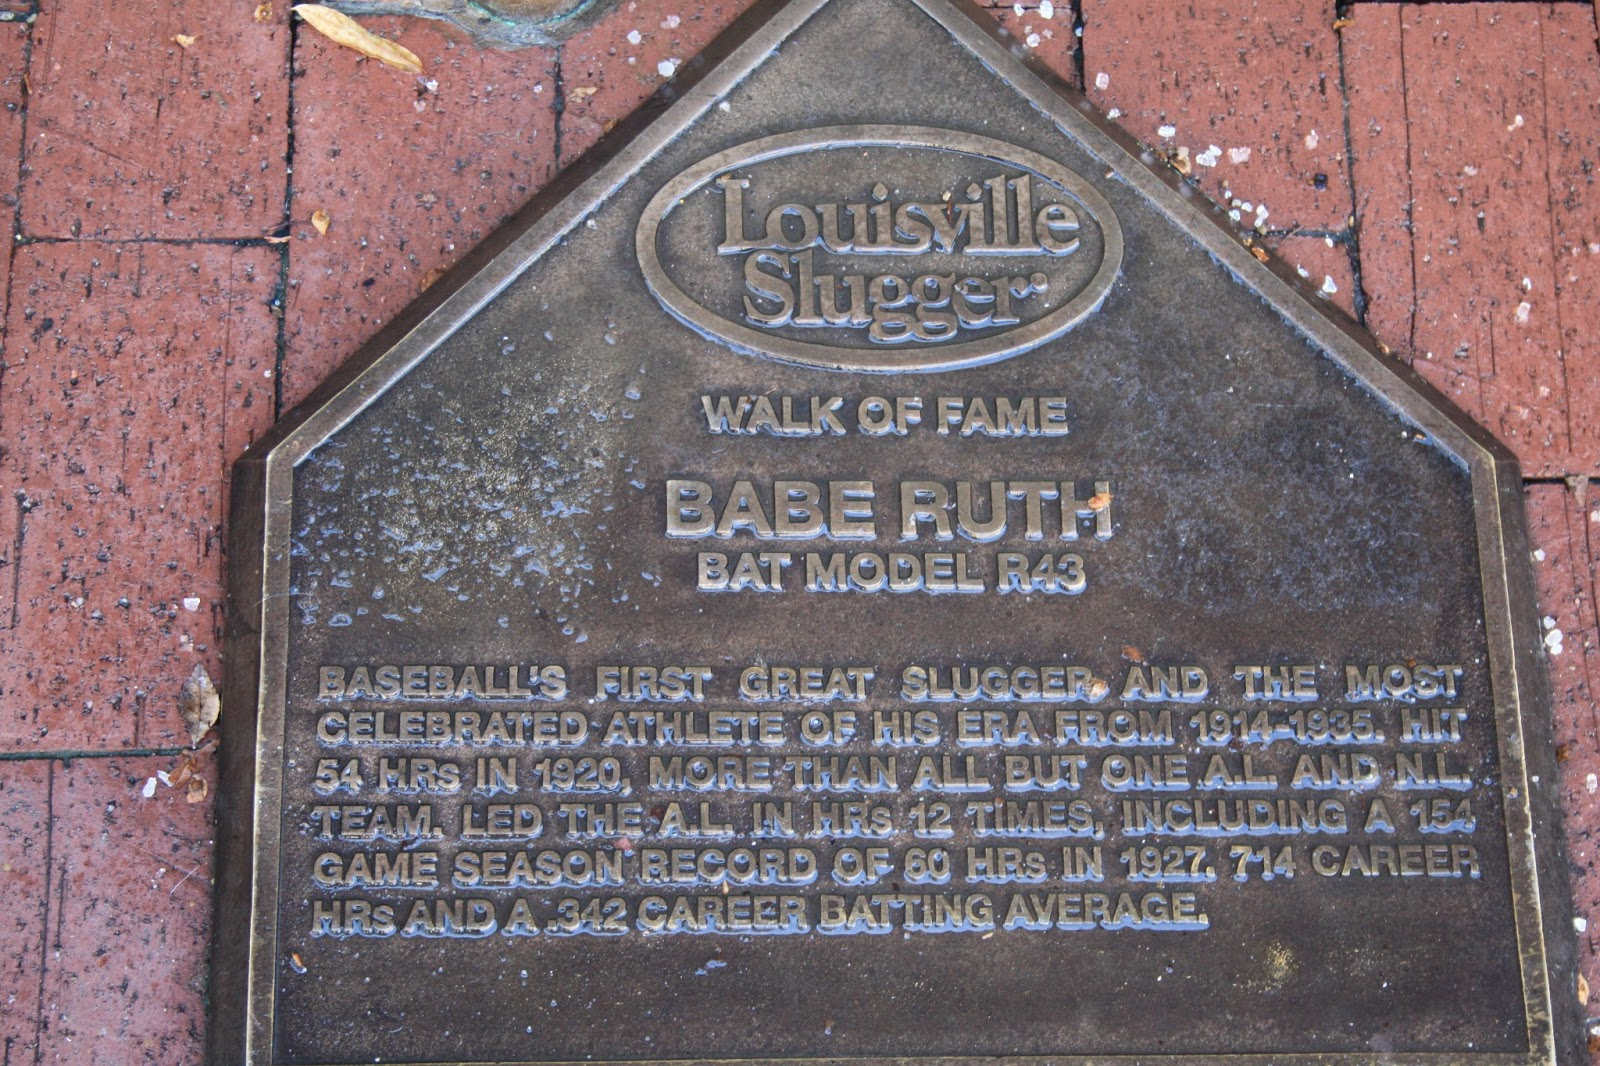 Louisville
Slugger
WALK OF FAME
BABE RUTH
BAT MODEL R43
BASEBALL'S FIRST GREAT SLUGGER AND THE MOST
CELEBRATED ATHLETE OF HIS ERA FROM 1914-1935. HIT
54 HRs IN 1920, MORE THAN ALL BUT ONE A.L. AND N.L.
TEAM. LED THE A.L. IN HRs 12 TIMES, INCLUDING A 154
GAME SEASON RECORD OF 60 HRs IN 1927. 714 CAREER
HRs AND A .342 CAREER BATTING AVERAGE.